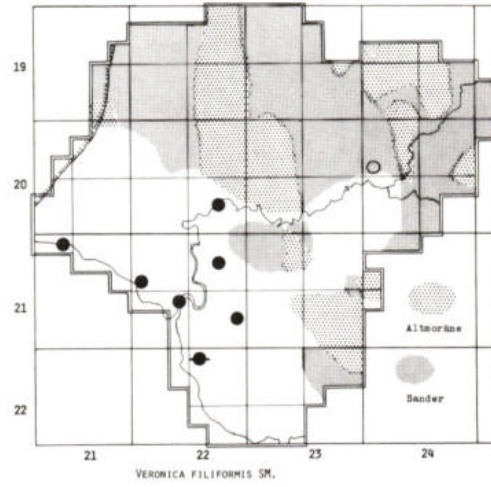 19
20
21
22
Altmoräne
Sander
21 22 23 24
VERONICA FILIFORMIS SM.